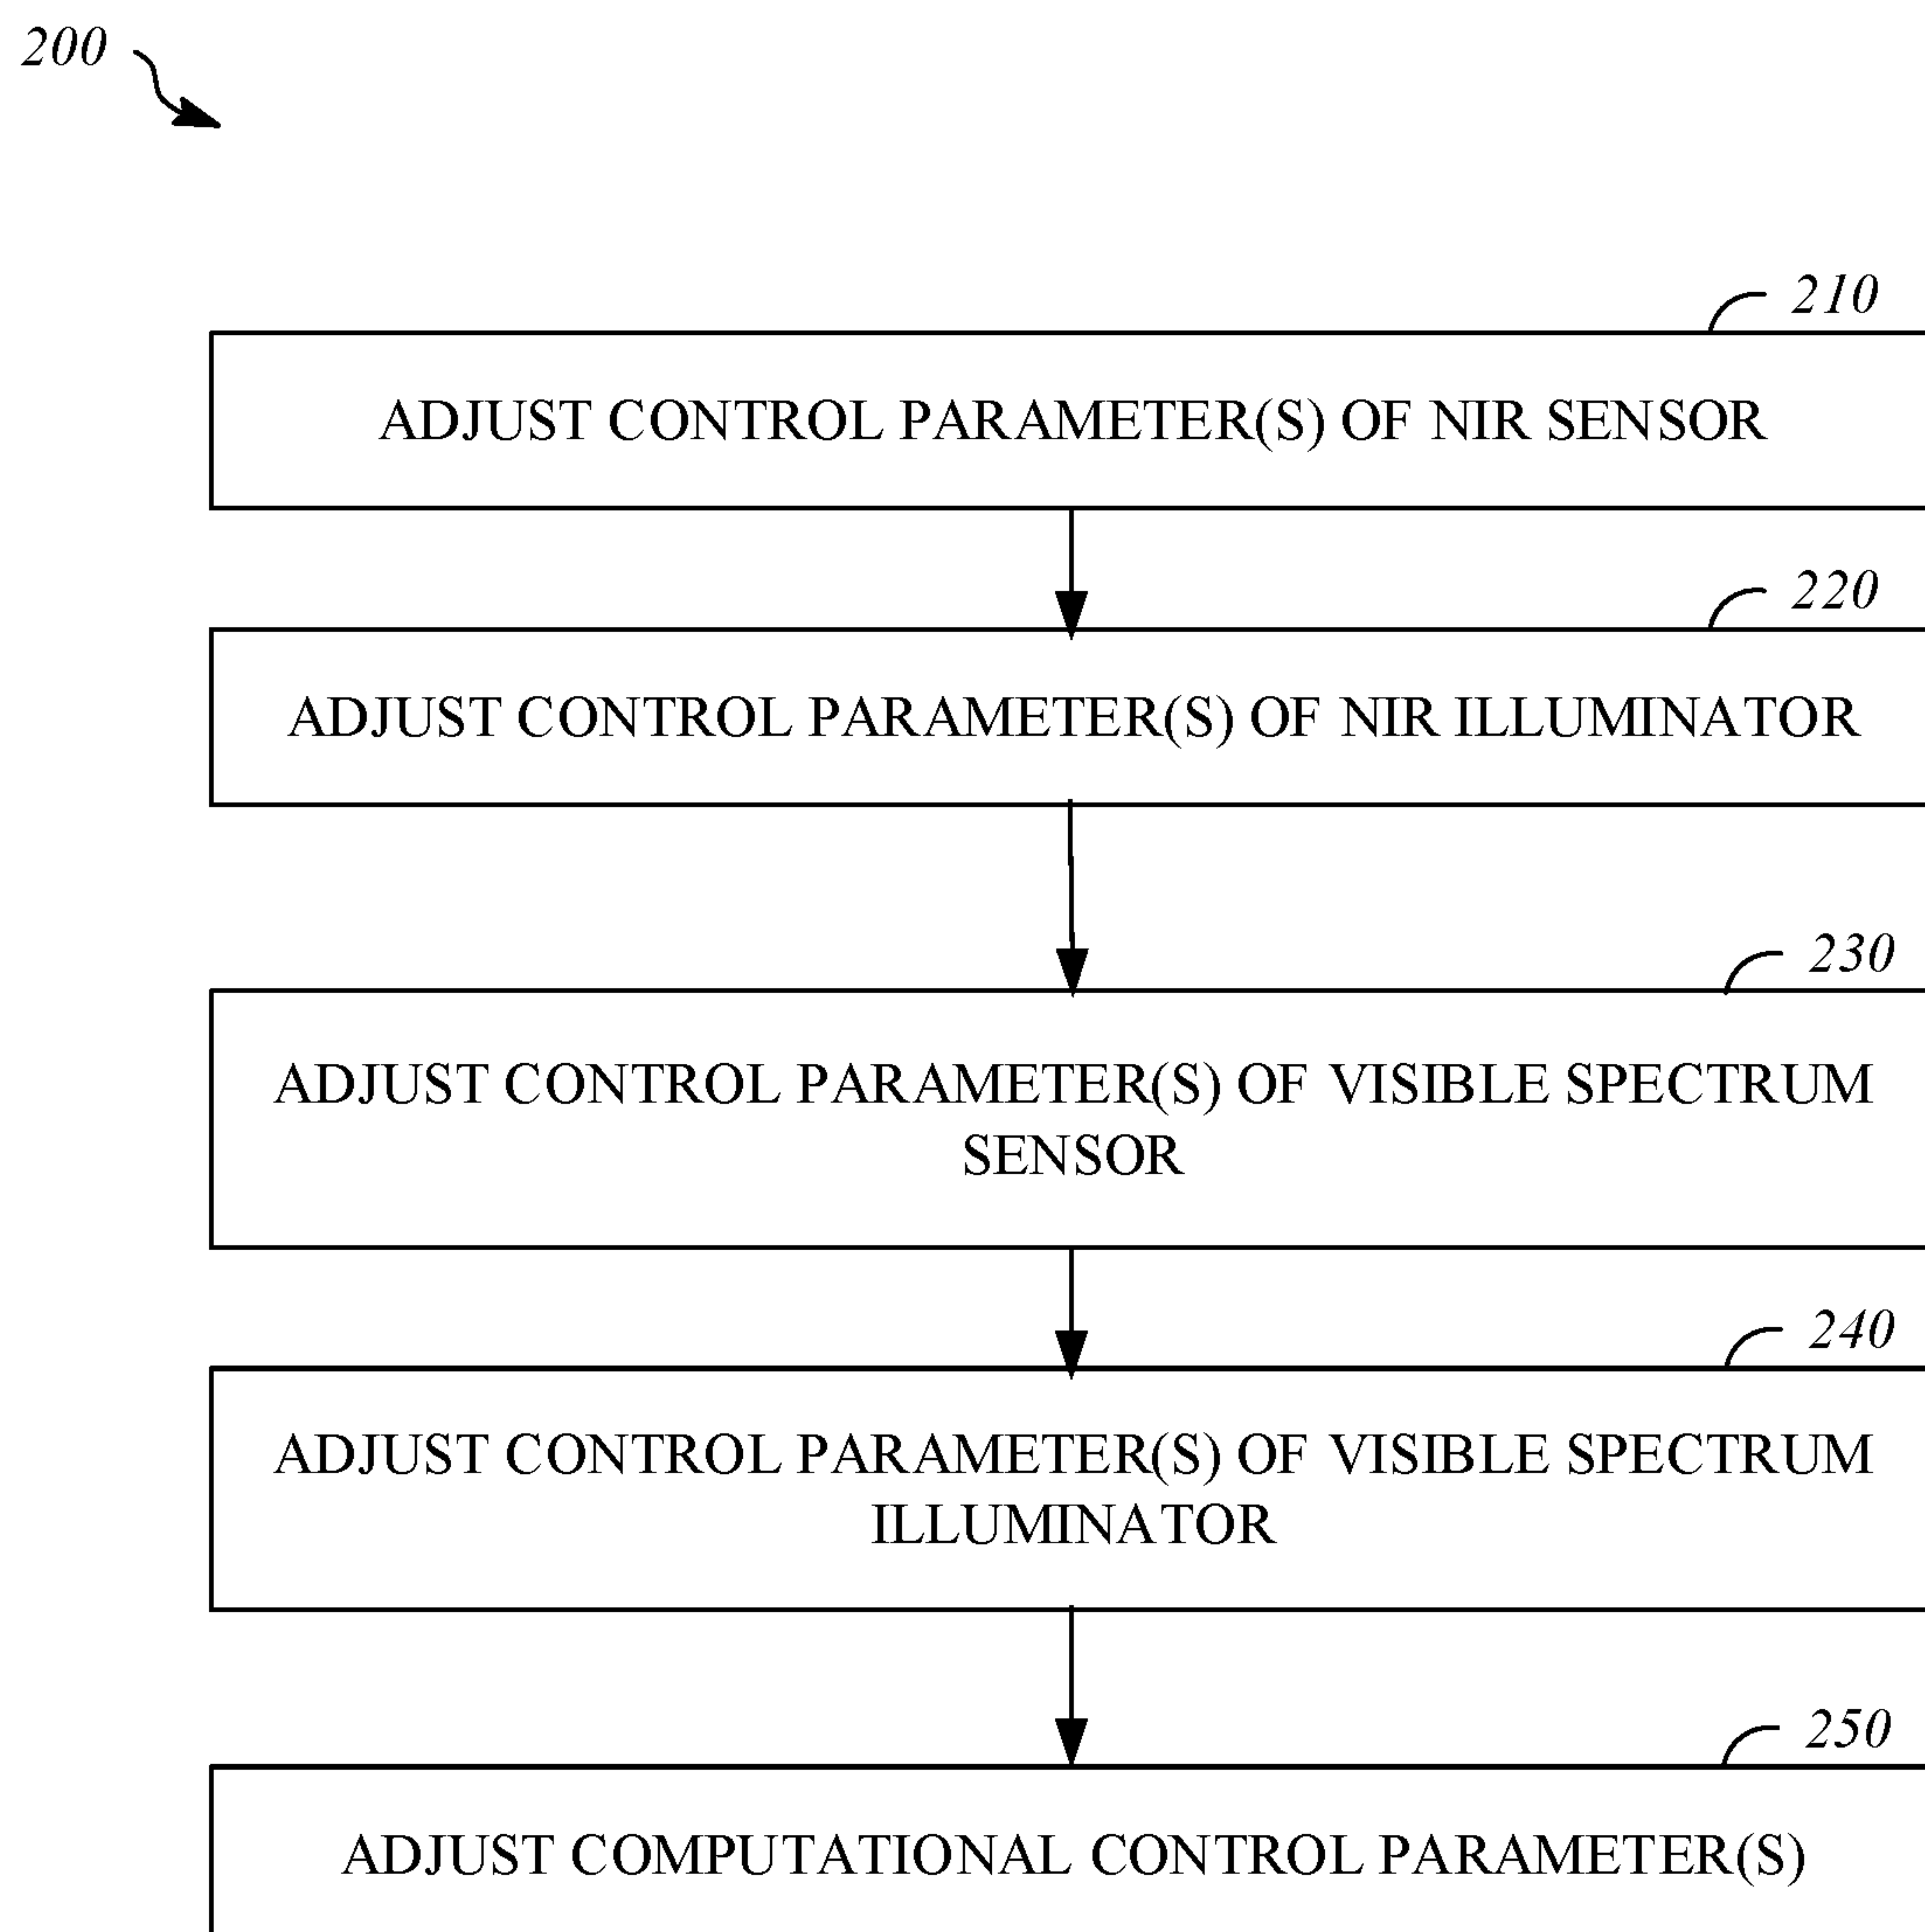 200
210
ADJUST CONTROL PARAMETER(S) OF NIR SENSOR
220
ADJUST CONTROL PARAMETER(S) OF NIR ILLUMINATOR
230
ADJUST CONTROL PARAMETER(S) OF VISIBLE SPECTRUM
SENSOR
240
ADJUST CONTROL PARAMETER(S) OF VISIBLE SPECTRUM
ILLUMINATOR
250
ADJUST COMPUTATIONAL CONTROL PARAMETER(S)